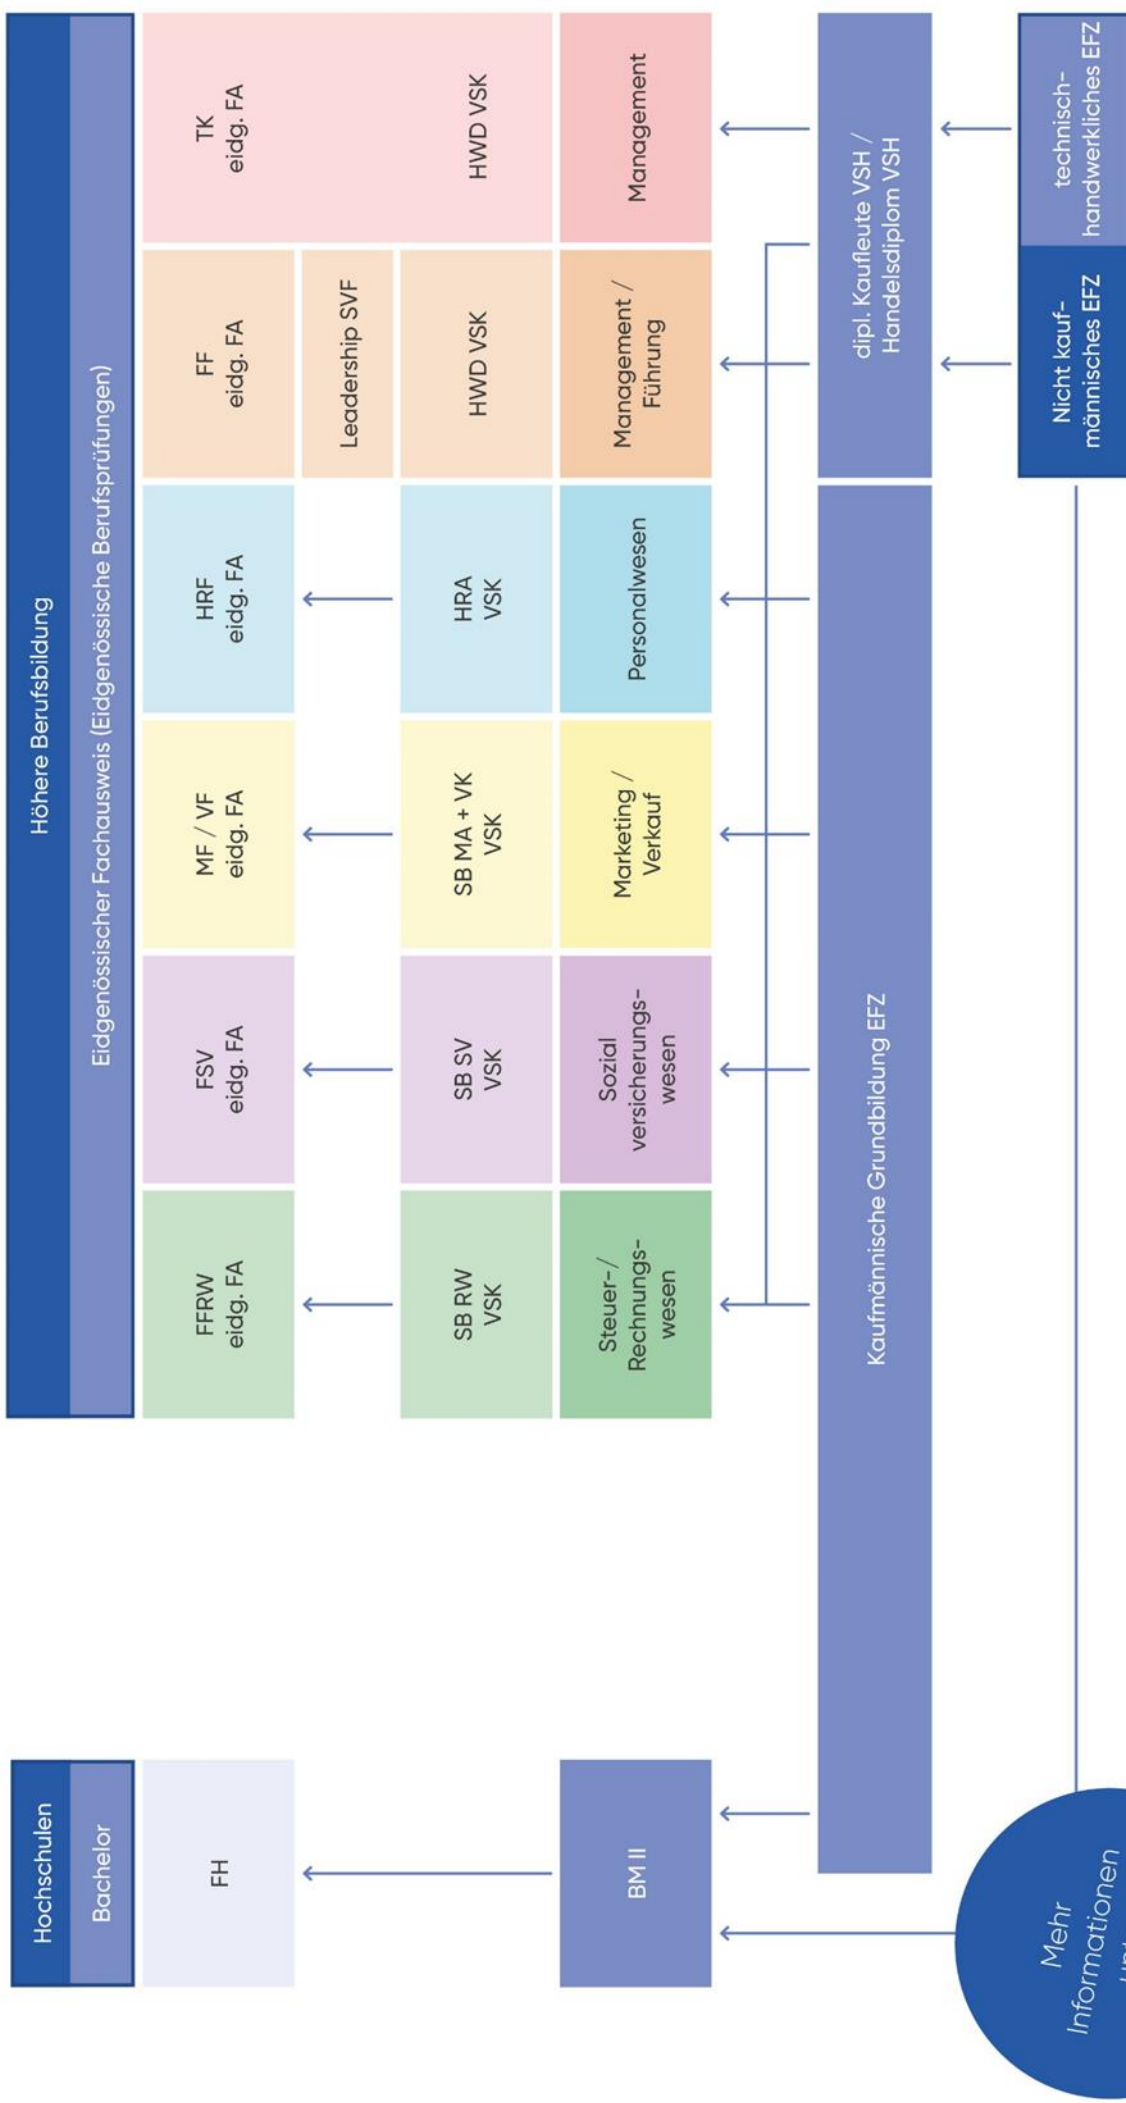 Hochschulen
Bachelor
Höhere Berufsbildung
Eidgenössischer Fachausweis (Eidgenössische Berufsprüfungen)
FH
FFRW
eidg. FA
FSV
eidg. FA
MF / VF
eidg. FA
HRF
eidg. FA
FF
eidg. FA
TK
eidg. FA
Leadership SVF
SB RW
VSK
SB SV
VSK
SB MA + VK
VSK
HRA
VSK
HWD VSK
HWD VSK
BM II
Steuer-/
Rechnungs-
wesen
Sozial
versicherungs-
wesen
Marketing /
Verkauf
Personalwesen
Management /
Führung
Management
Kaufmännische Grundbildung EFZ
dipl. Kaufleute VSH /
Handelsdiplom VSH
Mehr
Informationen
Nicht kauf-
männisches EFZ
technisch-
handwerkliches EFZ